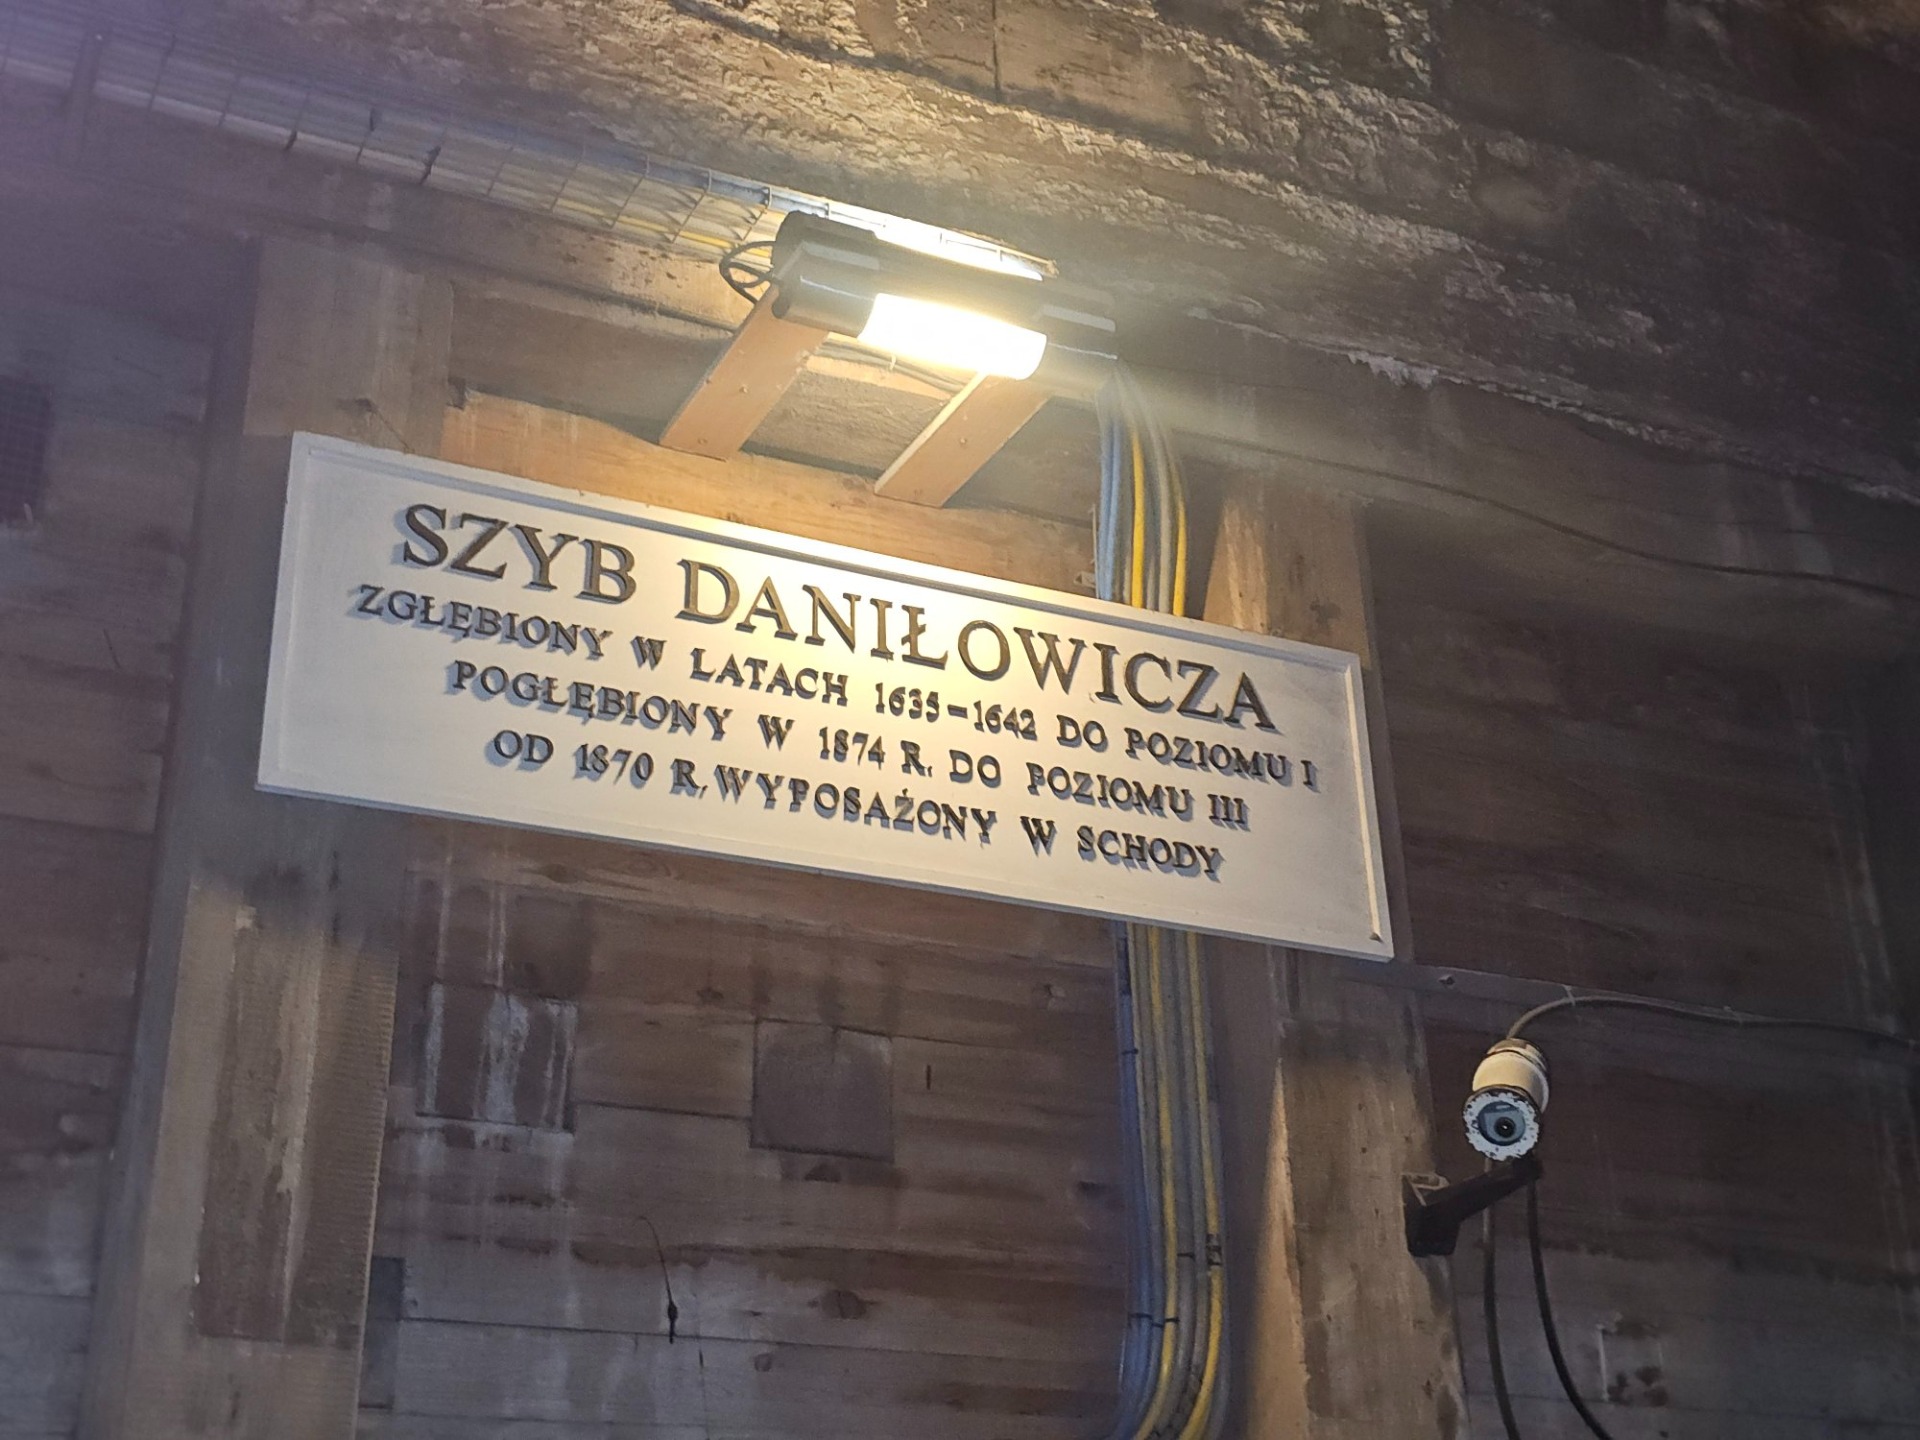 SZYB DANIŁOWICZA
ZGŁĘBIONY W LATACH 1635-1642 DO POZIOMU I
POGŁĘBIONY W 1874 R. DO POZIOMU III
OD 1870 R. WYPOSAŻONY W SCHODY